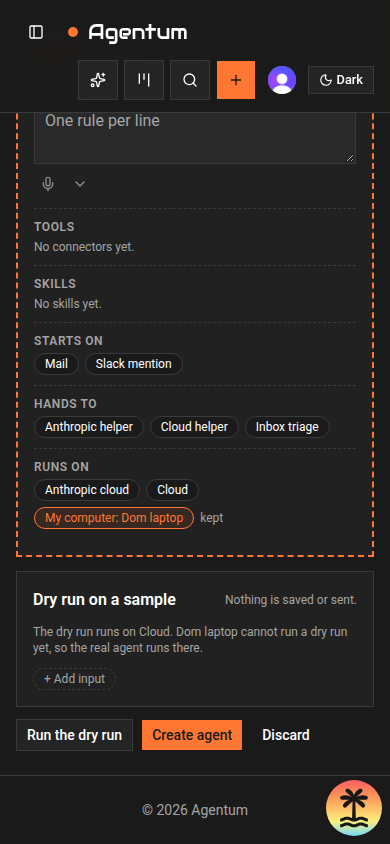 Agentum
Dark
One rule per line
TOOLS
No connectors yet.
SKILLS
No skills yet.
STARTS ON
Mail
Slack mention
HANDS TO
Anthropic helper
Cloud helper
Inbox triage
RUNS ON
Anthropic cloud
Cloud
My computer: Dom laptop
kept
Dry run on a sample
Nothing is saved or sent.
The dry run runs on Cloud. Dom laptop cannot run a dry run
yet, so the real agent runs there.
+ Add input
Run the dry run
Create agent
Discard
© 2026 Agentum